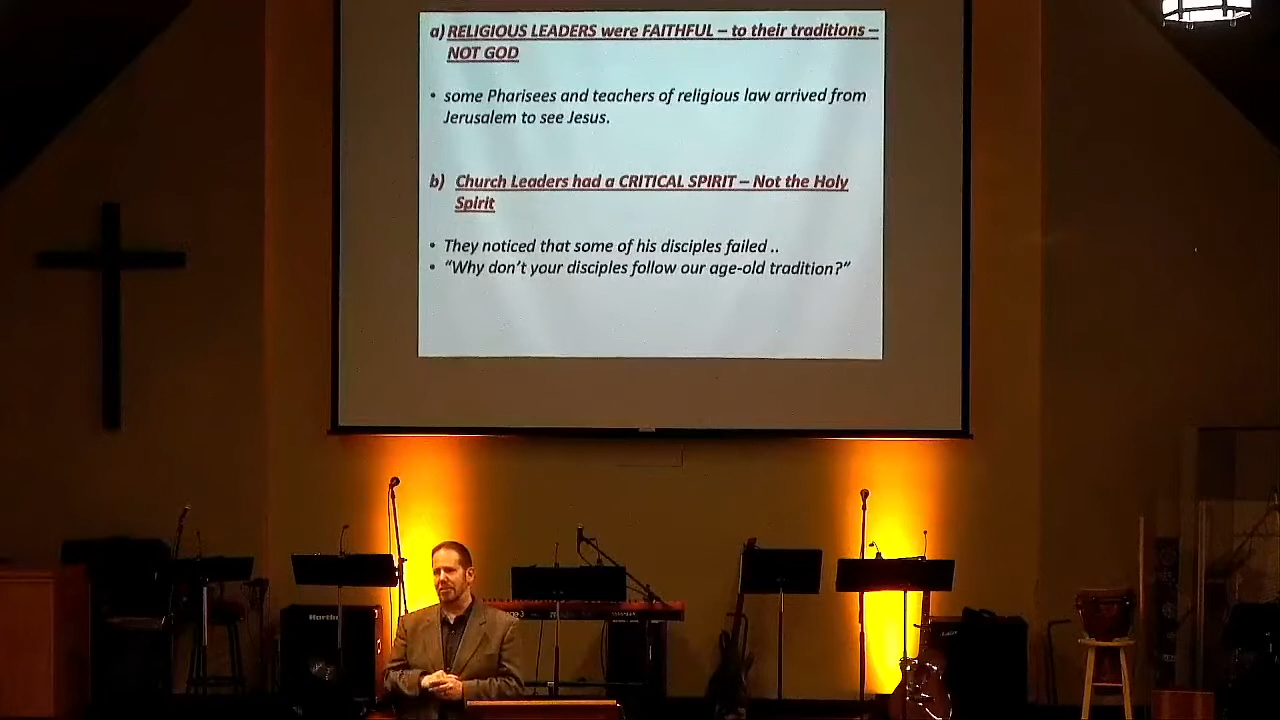 a) RELIGIOUS LEADERS were FAITHFUL – to their traditions –
NOT GOD
• some Pharisees and teachers of religious law arrived from
Jerusalem to see Jesus.
b) Church Leaders had a CRITICAL SPIRIT – Not the Holy
Spirit
• They noticed that some of his disciples failed ..
• “Why don’t your disciples follow our age-old tradition?”